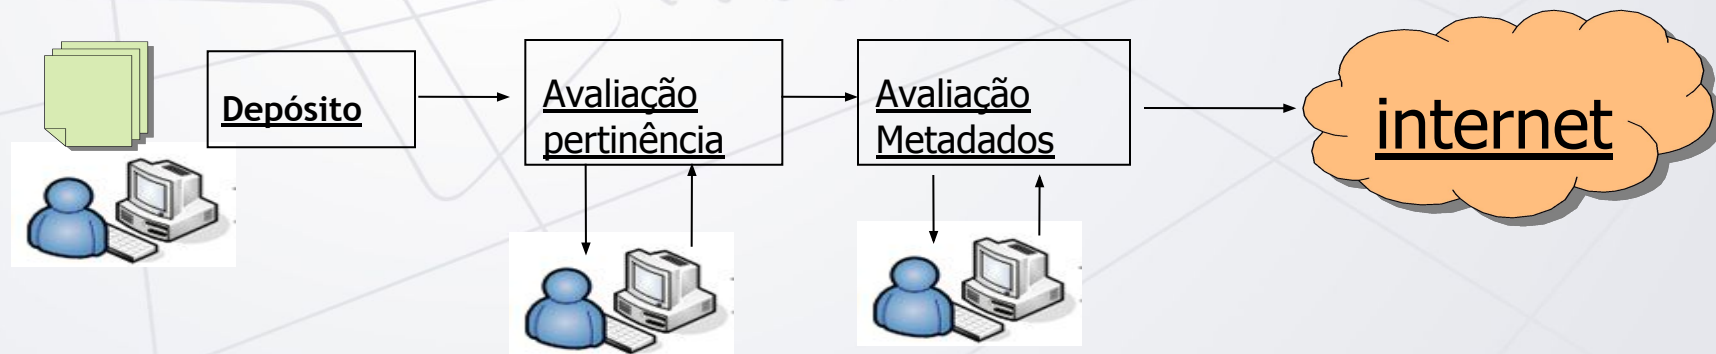 Depósito
Avaliação
pertinência
Avaliação
Metadados
internet